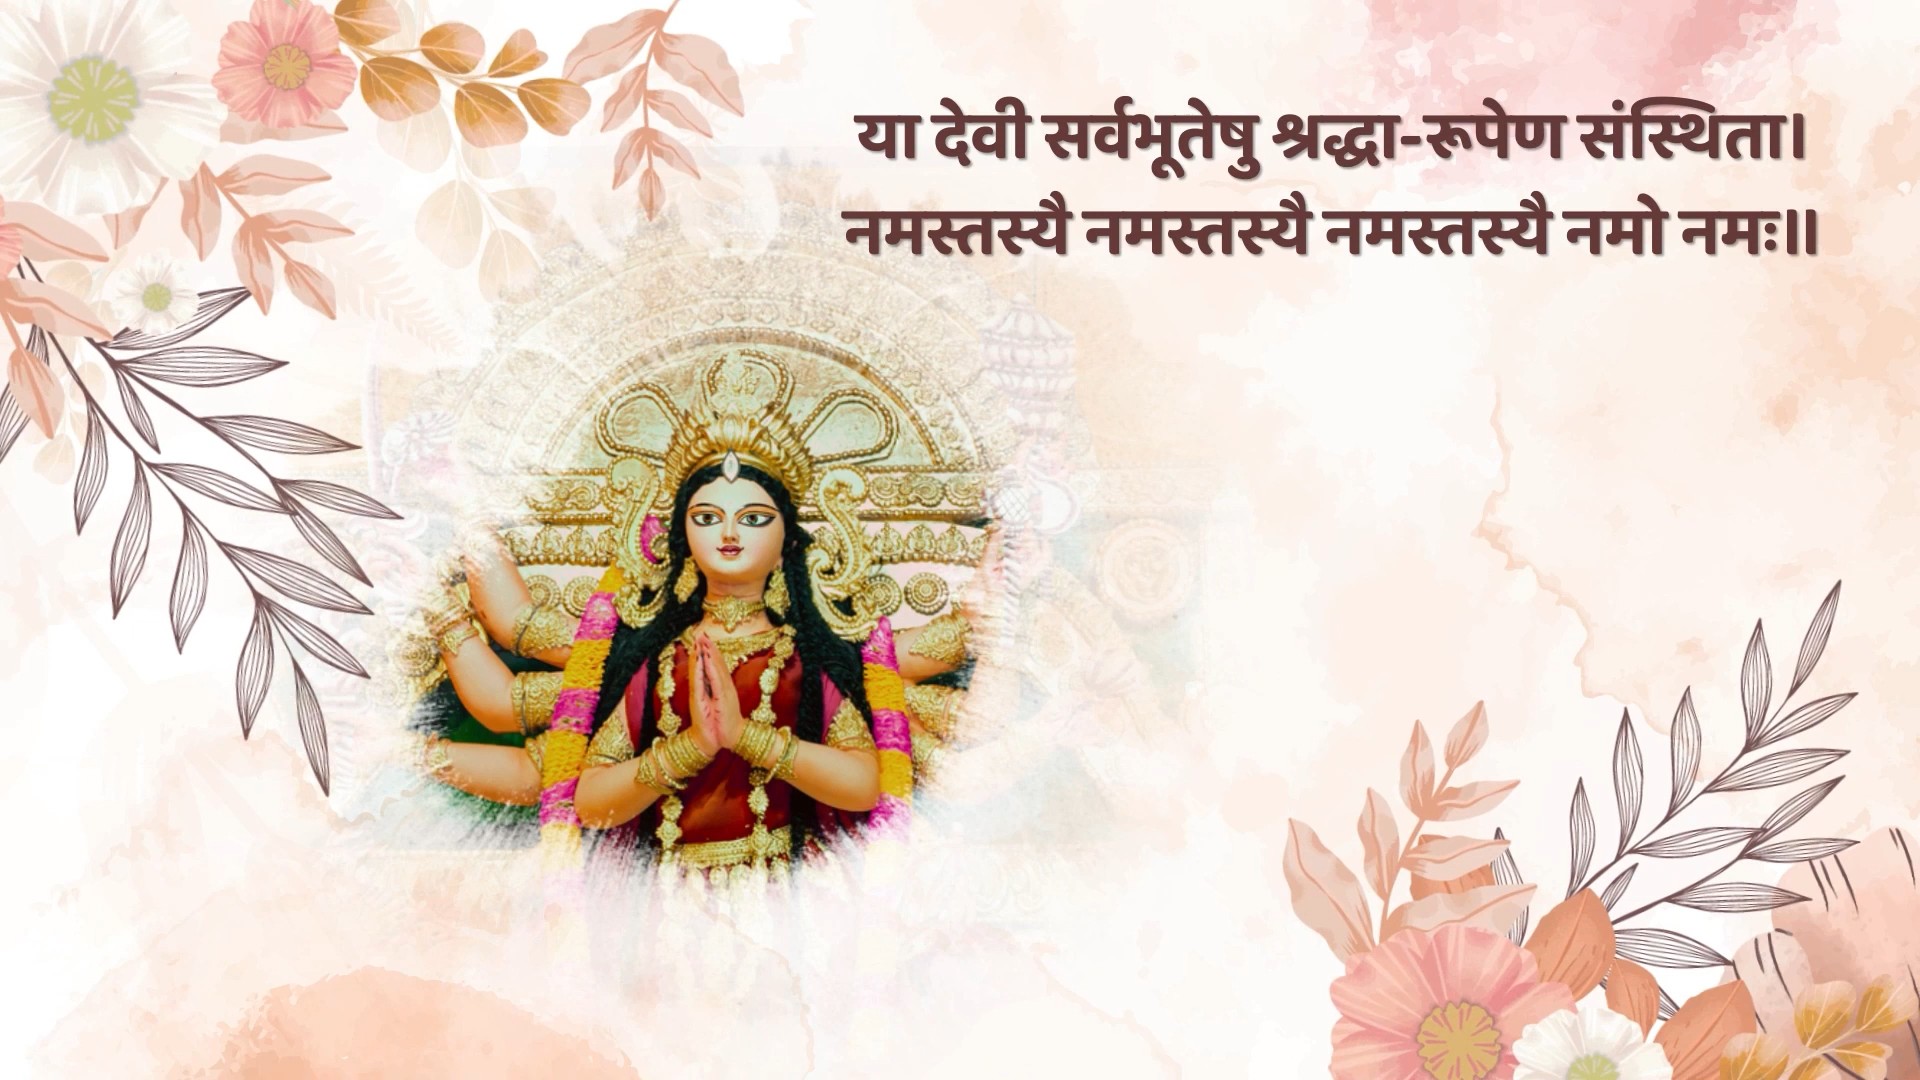 या देवी सर्वभूतेषु श्रद्धा-रूपेण संस्थिता।
नमस्तस्यै नमस्तस्यै नमस्तस्यै नमो नमः॥